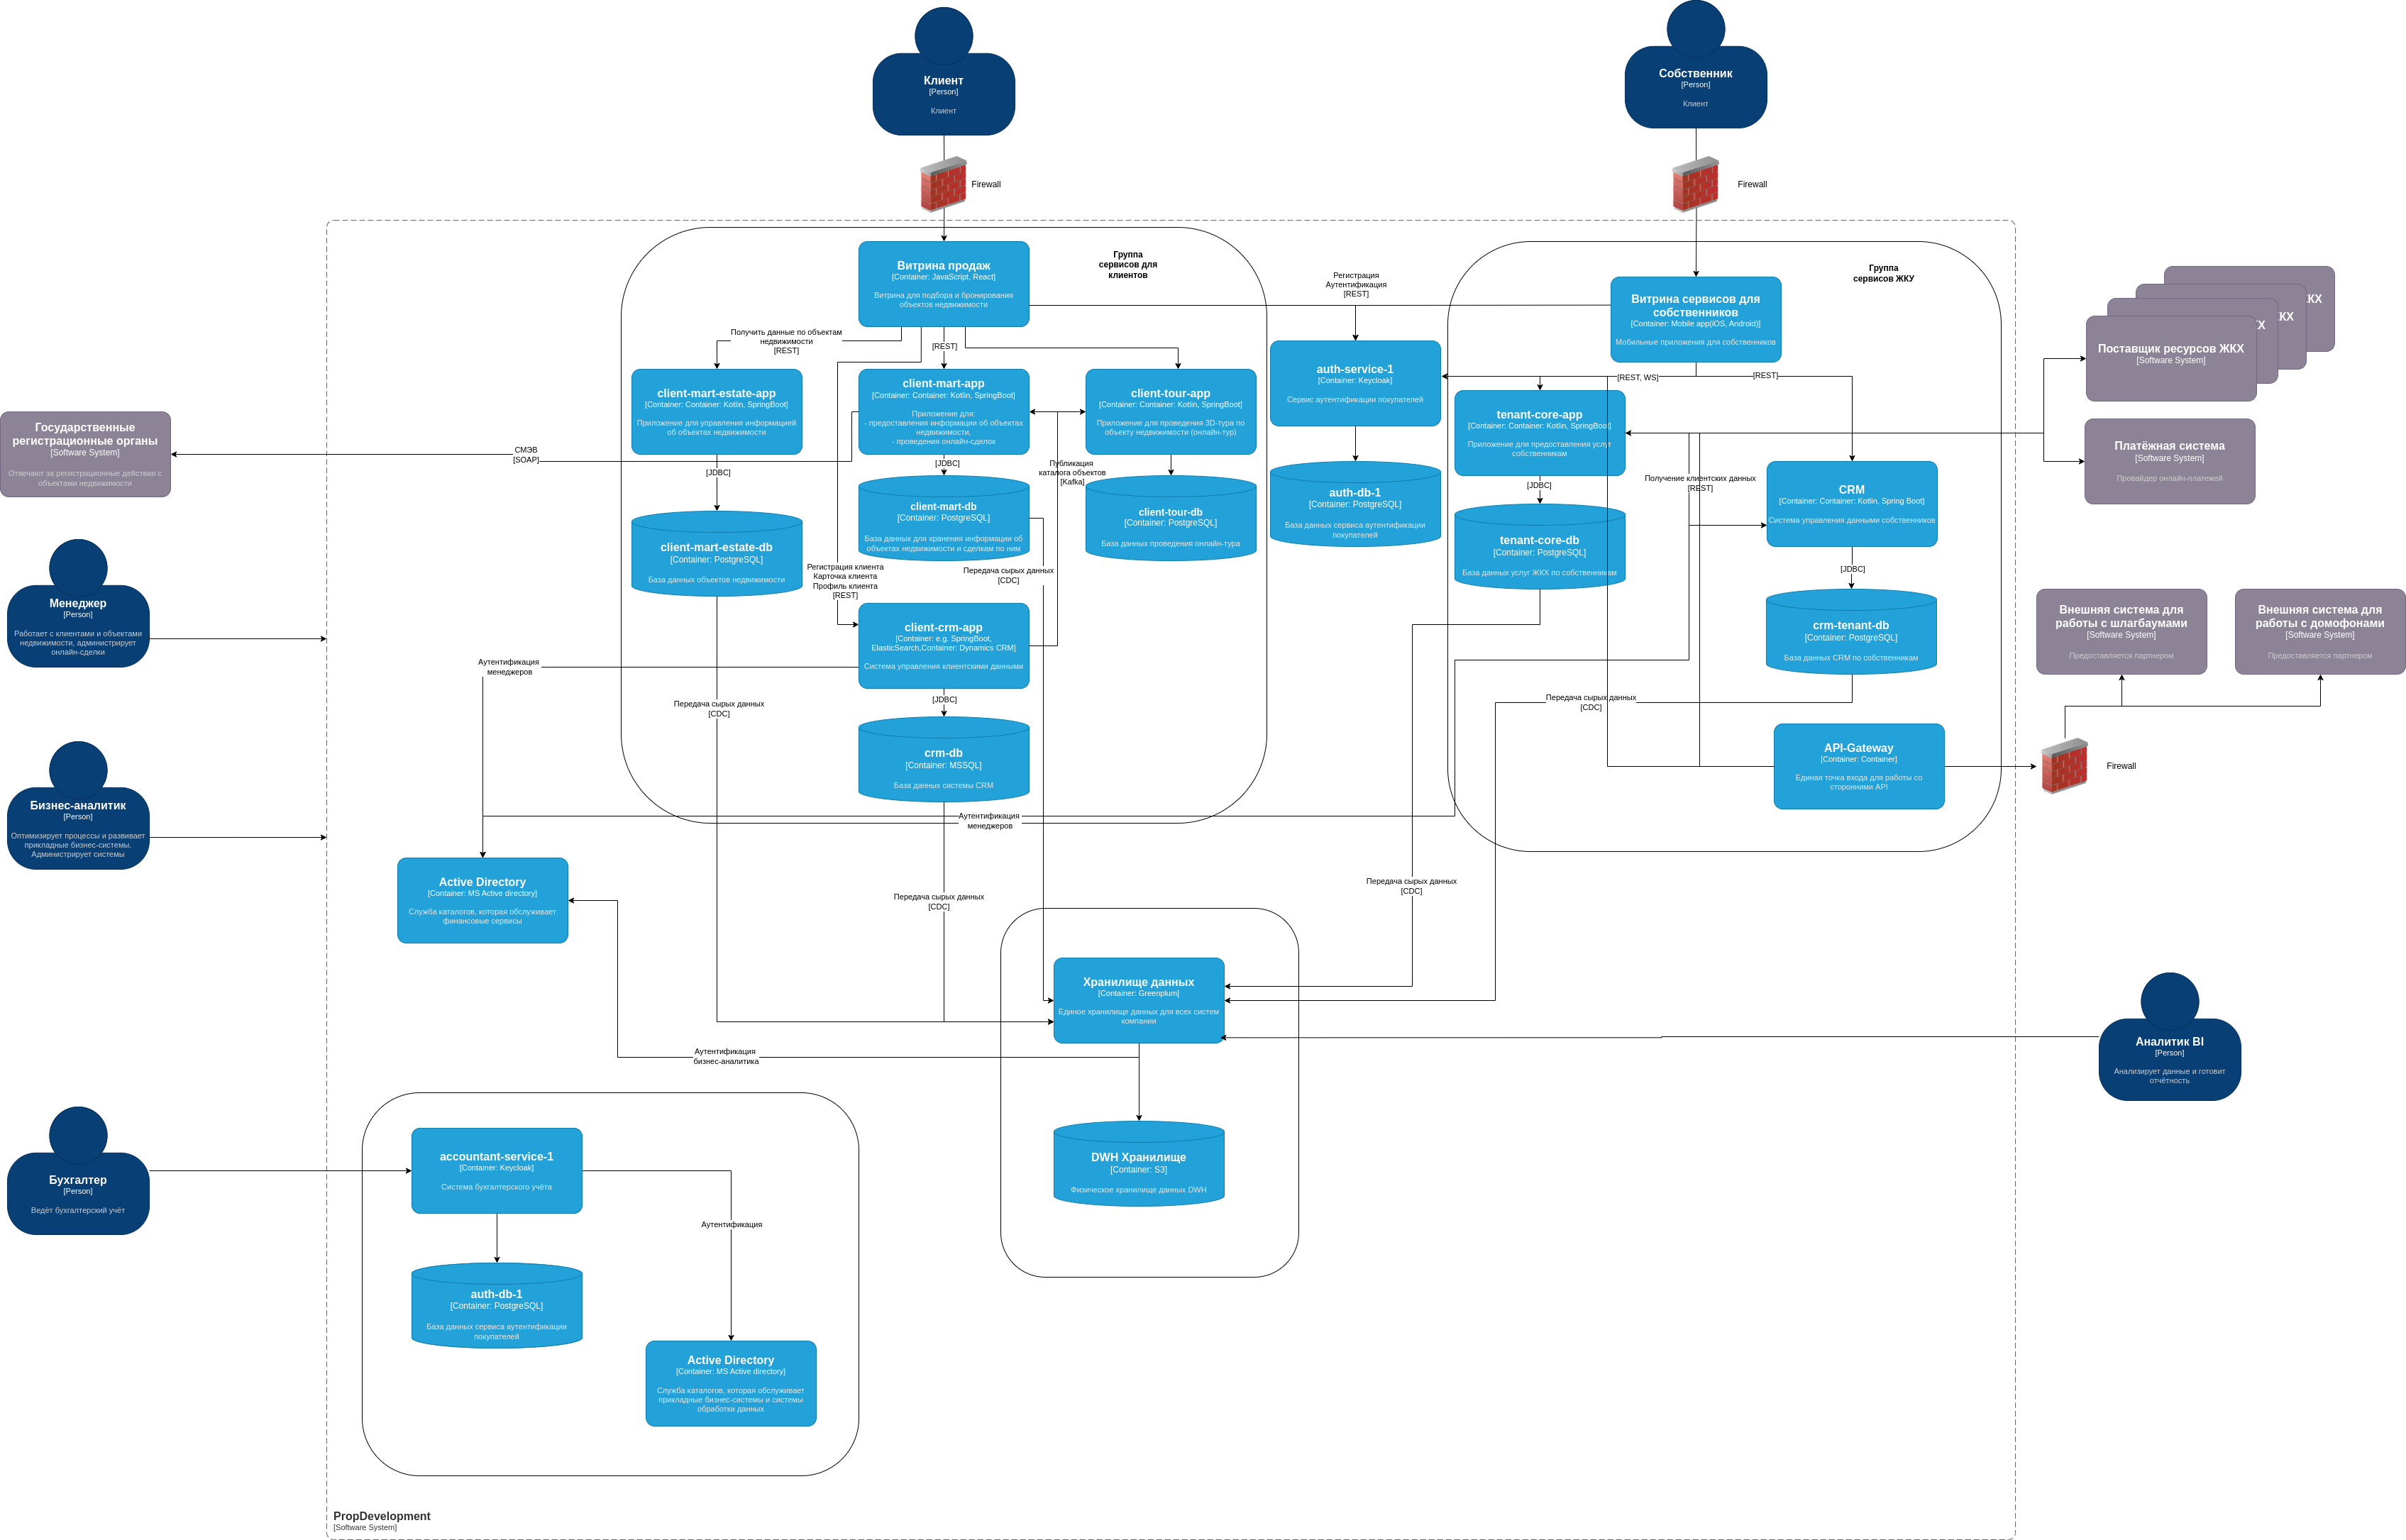 Клиент
[Person]
Клиент
Собственник
[Person]
Клиент
Firewall
Firewall
Витрина продаж
[Container: JavaScript, React]
Витрина для подбора и бронирования
объектов недвижимости
Группа
сервисов для
клиентов
Регистрация
Аутентификация
[REST]
Группа
сервисов ЖКУ
Витрина сервисов для
собственников
[Container: Mobile app(iOS, Android)]
Мобильные приложения для собственников
Получить данные по объектам
недвижимости
[REST]
[REST]
client-mart-estate-app
[Container: Container: Kotlin, SpringBoot]
Приложение для управления информацией
об объектах недвижимости
client-mart-app
[Container: Container: Kotlin, SpringBoot]
Приложение для:
- предоставления информации об объектах
недвижимости,
- проведения онлайн-сделок
client-tour-app
[Container: Container: Kotlin, SpringBoot]
Приложение для проведения 3D-тура по
объекту недвижимости (онлайн-тур)
auth-service-1
[Container: Keycloak]
Сервис аутентификации покупателей
[REST, WS]
[REST]
tenant-core-app
[Container: Container: Kotlin, SpringBoot]
Приложение для предоставления услуг
собственникам
ЖКХ
ЖКХ
КХ
Поставщик ресурсов ЖКХ
[Software System]
Платёжная система
[Software System]
Провайдер онлайн-платежей
Государственные
регистрационные органы
[Software System]
Отвечают за регистрационные действия с
объектами недвижимости
СМЭВ
[SOAP]
[JDBC]
[JDBC]
Публикация
каталога объектов
[Kafka]
[JDBC]
Получение клиентских данных
[REST]
CRM
[Container: Container: Kotlin, Spring Boot]
Система управления данными собственников
client-mart-estate-db
[Container: PostgreSQL]
База данных объектов недвижимости
client-mart-db
[Container: PostgreSQL]
База данных для хранения информации об
объектах недвижимости и сделкам по ним
client-tour-db
[Container: PostgreSQL]
База данных проведения онлайн-тура
auth-db-1
[Container: PostgreSQL]
База данных сервиса аутентификации
покупателей
tenant-core-db
[Container: PostgreSQL]
База данных услуг ЖКХ по собственникам
[JDBC]
Регистрация клиента
Карточка клиента
Профиль клиента
[REST]
Передача сырых данных
[CDC]
Менеджер
[Person]
Работает с клиентами и объектами
недвижимости, администрирует
онлайн-сделки
client-crm-app
[Container: e.g. SpringBoot,
ElasticSearch,Container: Dynamics CRM]
Система управления клиентскими данными
crm-tenant-db
[Container: PostgreSQL]
База данных CRM по собственникам
Внешняя система для
работы с шлагбаумами
[Software System]
Предоставляется партнером
Внешняя система для
работы с домофонами
[Software System]
Предоставляется партнером
Аутентификация
менеджеров
Передача сырых данных
[CDC]
[JDBC]
Передача сырых данных
[CDC]
crm-db
[Container: MSSQL]
База данных системы CRM
API-Gateway
[Container: Container]
Единая точка входа для работы со
сторонними API
Firewall
Бизнес-аналитик
[Person]
Оптимизирует процессы и развивает
прикладные бизнес-системы.
Администрирует системы
Аутентификация
менеджеров
Active Directory
[Container: MS Active directory]
Служба каталогов, которая обслуживает
финансовые сервисы
Передача сырых данных
[CDC]
Передача сырых данных
[CDC]
Хранилище данных
[Container: Greenplum]
Единое хранилище данных для всех систем
компании
Аналитик BI
[Person]
Анализирует данные и готовит
отчётность
Аутентификация
бизнес-аналитика
Бухгалтер
[Person]
Ведёт бухгалтерский учёт
accountant-service-1
[Container: Keycloak]
Система бухгалтерского учёта
DWH Хранилище
[Container: S3]
Физическое хранилище данных DWH
Аутентификация
auth-db-1
[Container: PostgreSQL]
База данных сервиса аутентификации
покупателей
Active Directory
[Container: MS Active directory]
Служба каталогов, которая обслуживает
прикладные бизнес-системы и системы
обработки данных
PropDevelopment
[Software System]